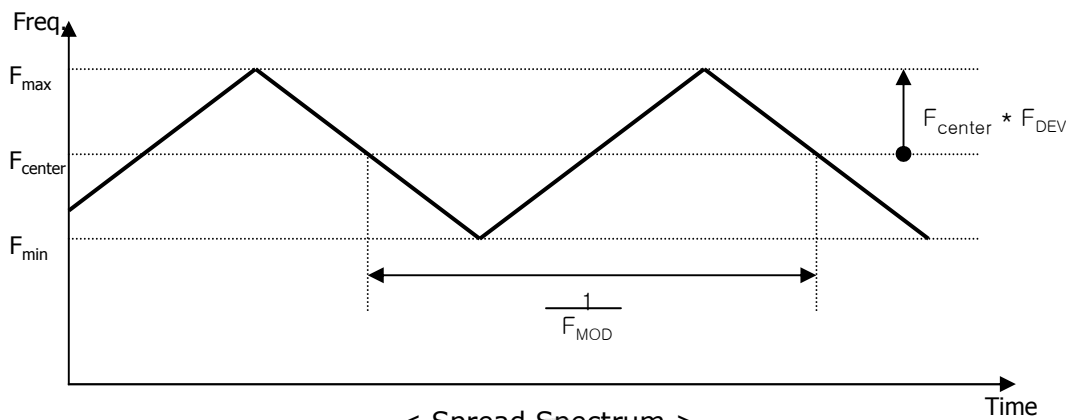 Freq.
Fmax
Fcenter * FDEV
Fcenter
Fmin
1
FMOD
Time
< Spread Spectrum >